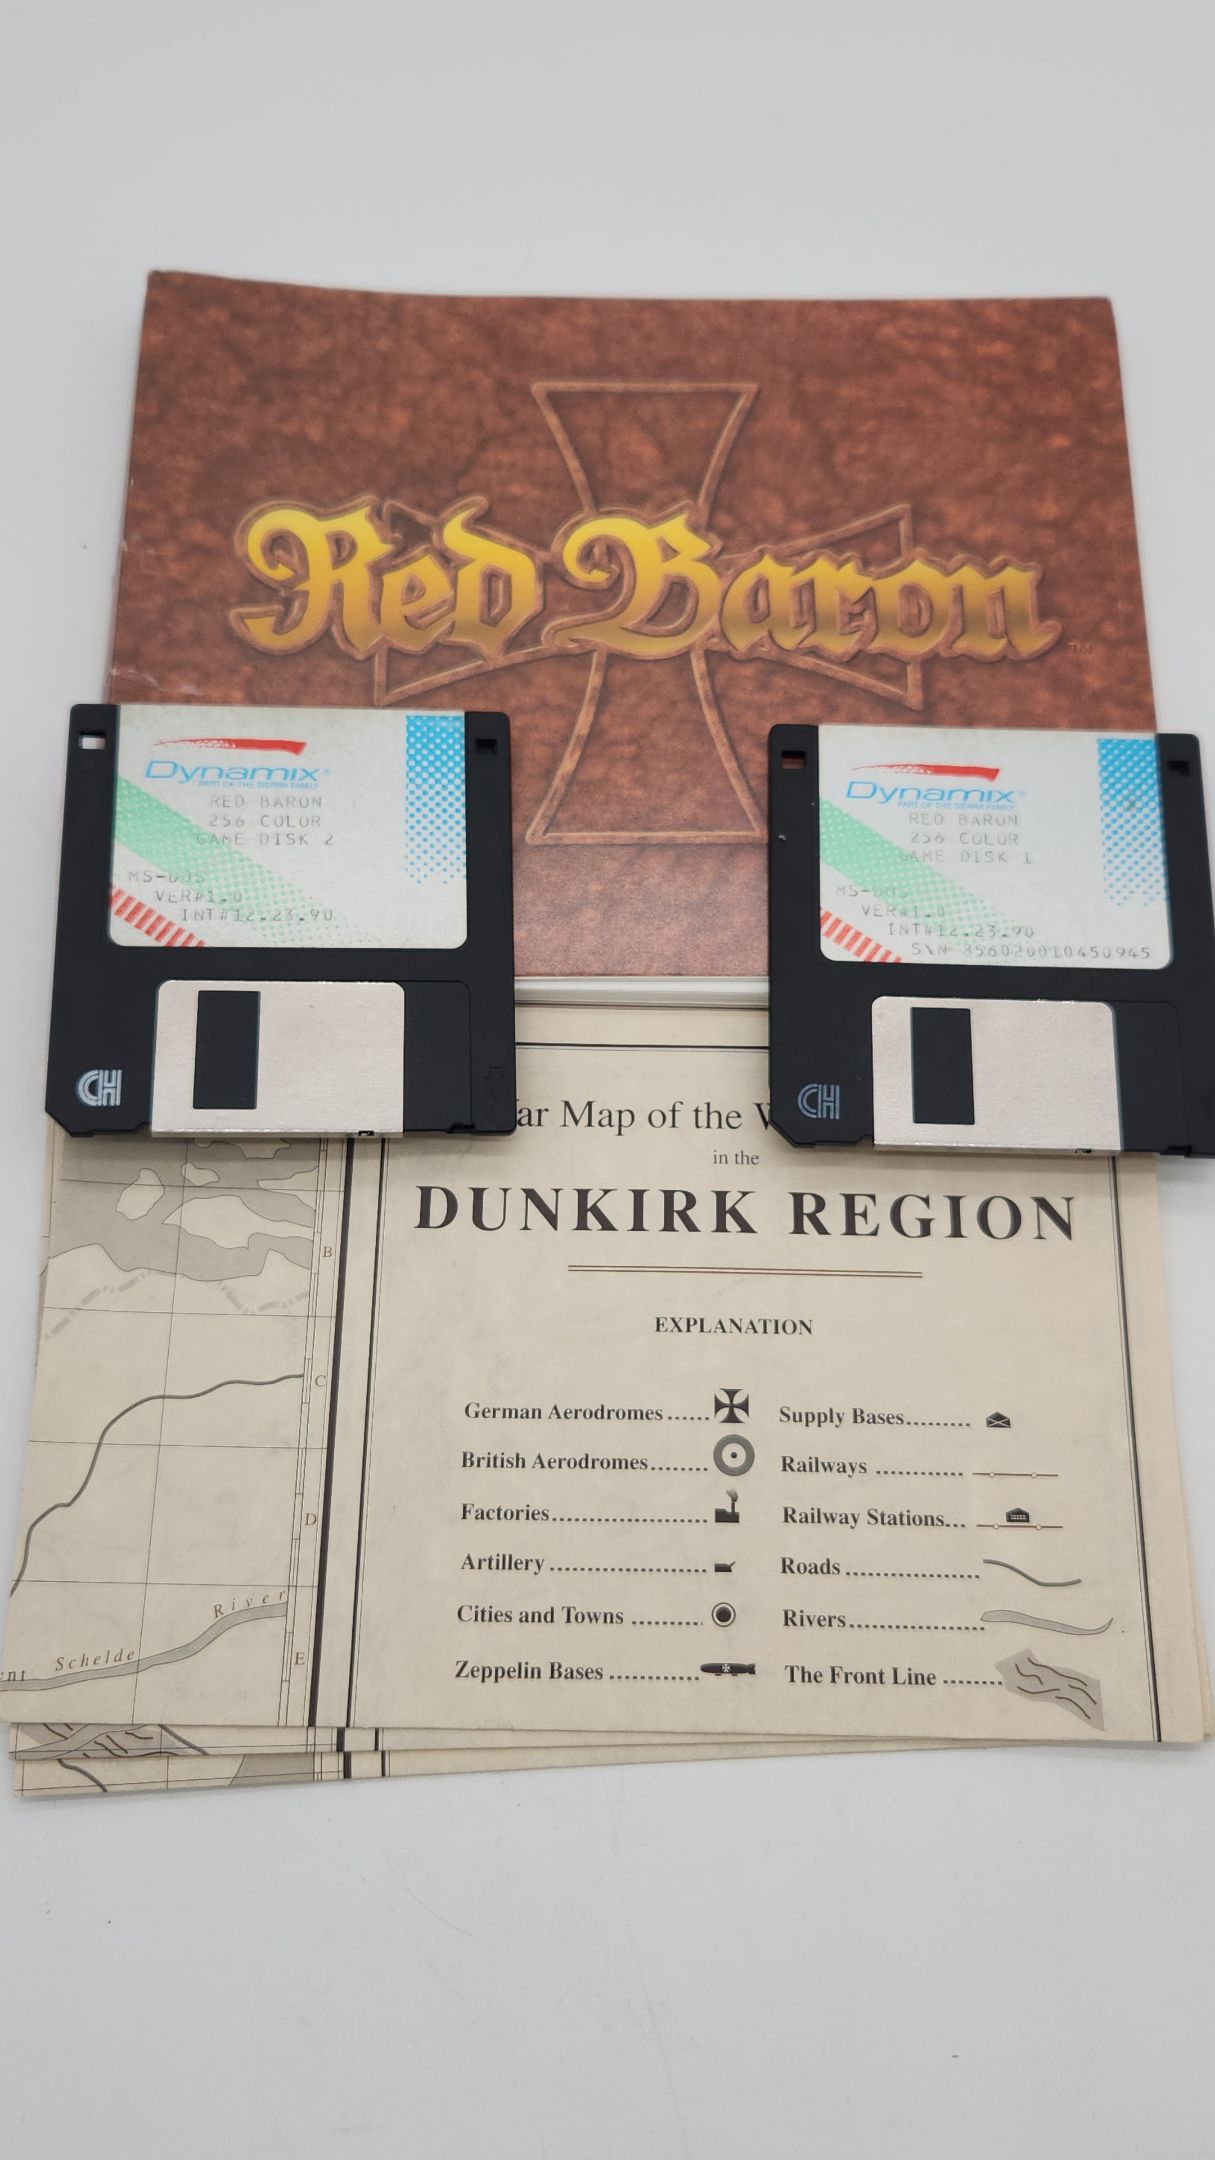 Red Baron
TM
Dynamix®
PART OF THE SIERRA FAMILY
RED BARON
256 COLOR
GAME DISK 2
MS-DOS
VER#1.0
INT#12.23.90
CH
Dynamix®
PART OF THE SIERRA FAMILY
RED BARON
256 COLOR
GAME DISK 1
MS-DOS
VER#1.0
INT#12.23.90
S\N 356020010450945
CH
Map of the
in the
DUNKIRK REGION
EXPLANATION
German Aerodromes......
British Aerodromes........
Factories......................
Artillery ......................
Cities and Towns ..........
Zeppelin Bases .............
Supply Bases.........
Railways ............
Railway Stations...
Roads ..................
Rivers..................
The Front Line ........
B
C
D
River
Schelde
E